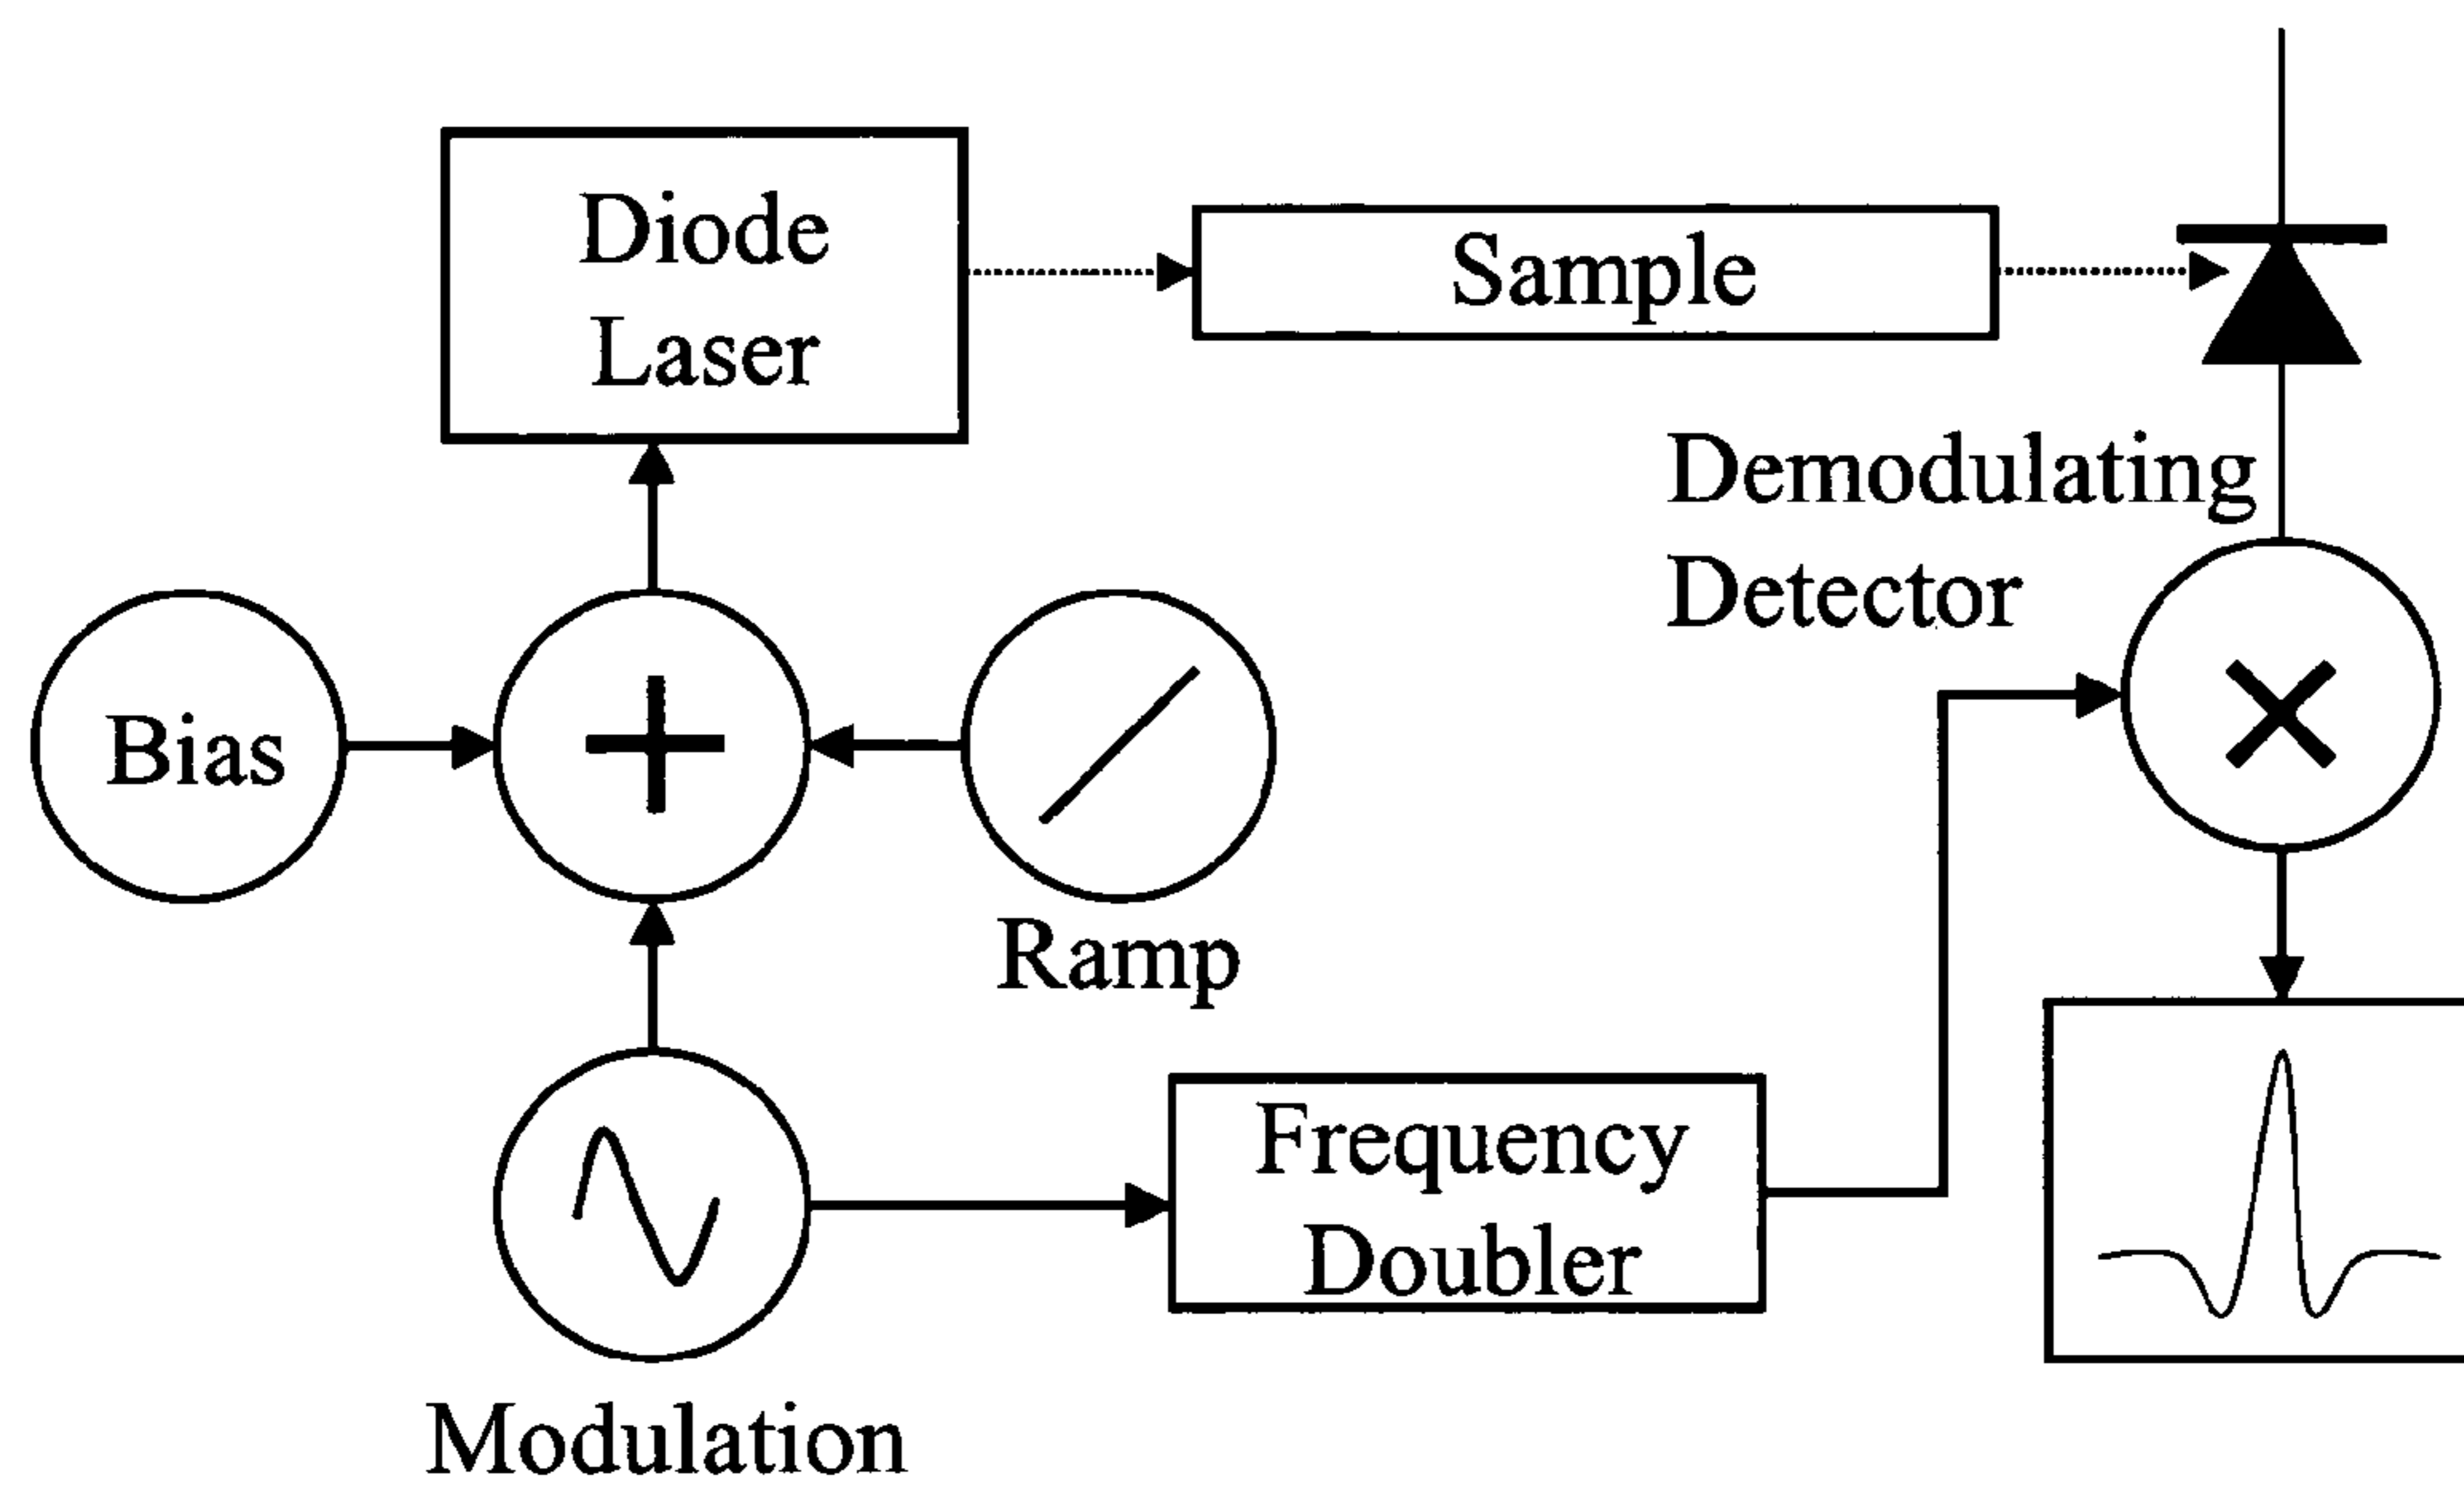 Diode
Laser
Sample
Demodulating
Detector
Bias
Ramp
Frequency
Doubler
Modulation